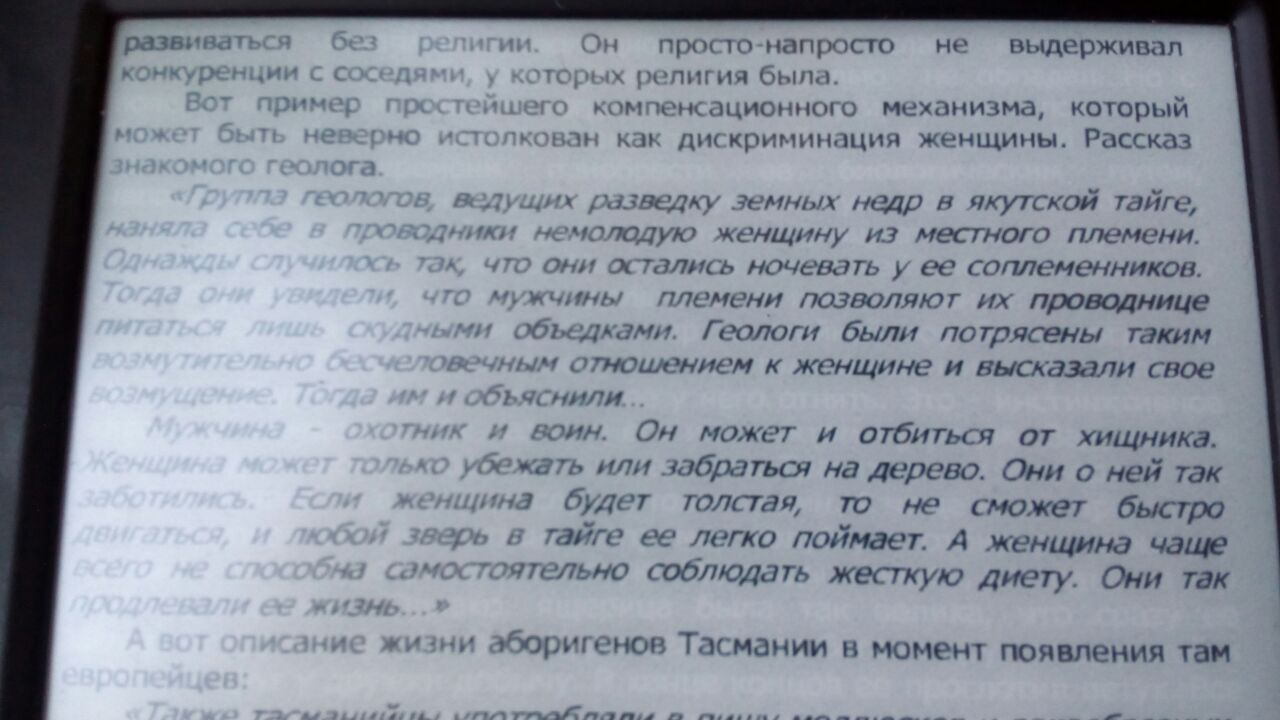 развиваться без религии. Он просто-напросто не выдерживал
конкуренции с соседями, у которых религия была.
Вот пример простейшего компенсационного механизма, который
может быть неверно истолкован как дискриминация женщины. Рассказ
знакомого геолога.
«Группа геологов, ведущих разведку земных недр в якутской тайге,
наняла себе в проводники немолодую женщину из местного племени.
Однажды случилось так, что они остались ночевать у ее соплеменников.
Тогда они увидели, что мужчины племени позволяют их проводнице
питаться лишь скудными объедками. Геологи были потрясены таким
возмутительно бесчеловечным отношением к женщине и высказали свое
возмущение. Тогда им и объяснили...
Мужчина - охотник и воин. Он может и отбиться от хищника.
Женщина может только убежать или забраться на дерево. Они о ней так
заботились. Если женщина будет толстая, то не сможет быстро
двигаться, и любой зверь в тайге ее легко поймает. А женщина чаще
всего не способна самостоятельно соблюдать жесткую диету. Они так
продлевали ее жизнь...»
А вот описание жизни аборигенов Тасмании в момент появления там
европейцев:
«Также тасманийцы употребляли в пищу моллюсков и